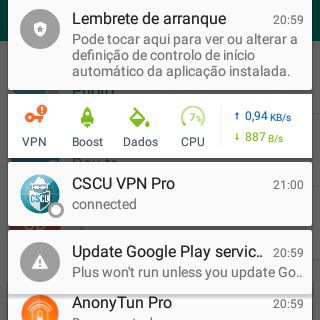 Lembrete de arranque 20:59
Pode tocar aqui para ver ou alterar a
definição de controlo de início
automático da aplicação instalada.
VPN Boost Dados CPU
7%
↑ 0,94 KB/s
↓ 887 B/s
CSCU VPN Pro 21:00
connected
CSCU
Update Google Play servic.. 20:59
Plus won't run unless you update Go..
AnonyTun Pro 20:59